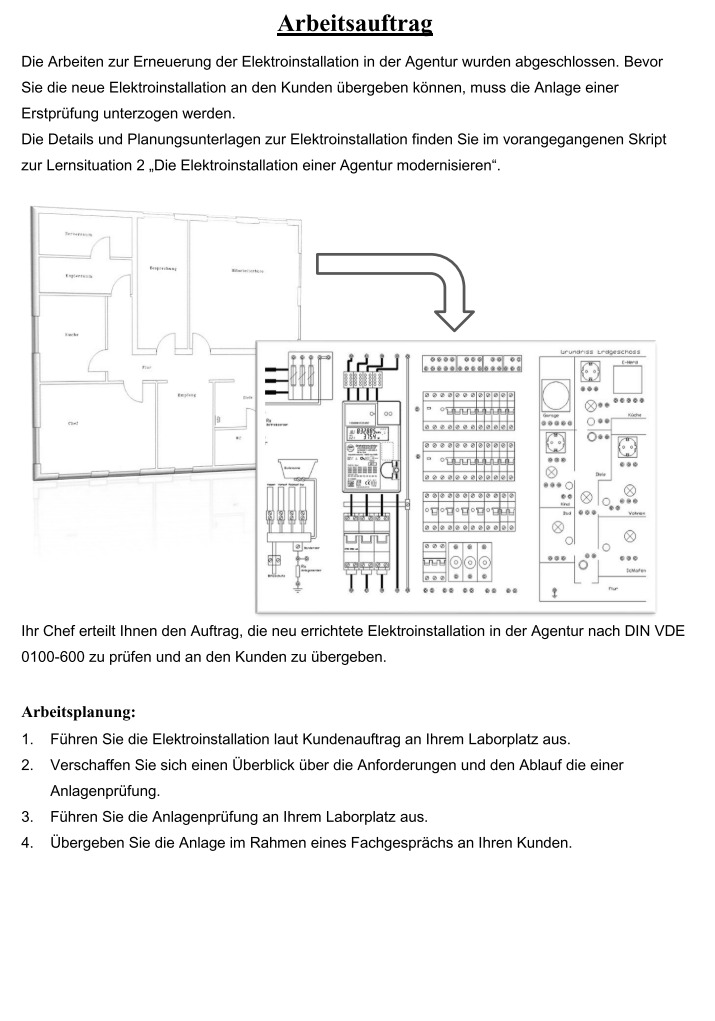 Arbeitsauftrag
Die Arbeiten zur Erneuerung der Elektroinstallation in der Agentur wurden abgeschlossen. Bevor
Sie die neue Elektroinstallation an den Kunden übergeben können, muss die Anlage einer
Erstprüfung unterzogen werden.
Die Details und Planungsunterlagen zur Elektroinstallation finden Sie im vorangegangenen Skript
zur Lernsituation 2 „Die Elektroinstallation einer Agentur modernisieren“.
Besprechung
Flur
Empfang
Chef
Grundriss Erdgeschoss
E-Herd
Garage
Küche
Diele
Kind
Bad
Wohnen
Schlafen
Flur
Ihr Chef erteilt Ihnen den Auftrag, die neu errichtete Elektroinstallation in der Agentur nach DIN VDE
0100-600 zu prüfen und an den Kunden zu übergeben.
Arbeitsplanung:
1. Führen Sie die Elektroinstallation laut Kundenauftrag an Ihrem Laborplatz aus.
2. Verschaffen Sie sich einen Überblick über die Anforderungen und den Ablauf die einer
Anlagenprüfung.
3. Führen Sie die Anlagenprüfung an Ihrem Laborplatz aus.
4. Übergeben Sie die Anlage im Rahmen eines Fachgesprächs an Ihren Kunden.